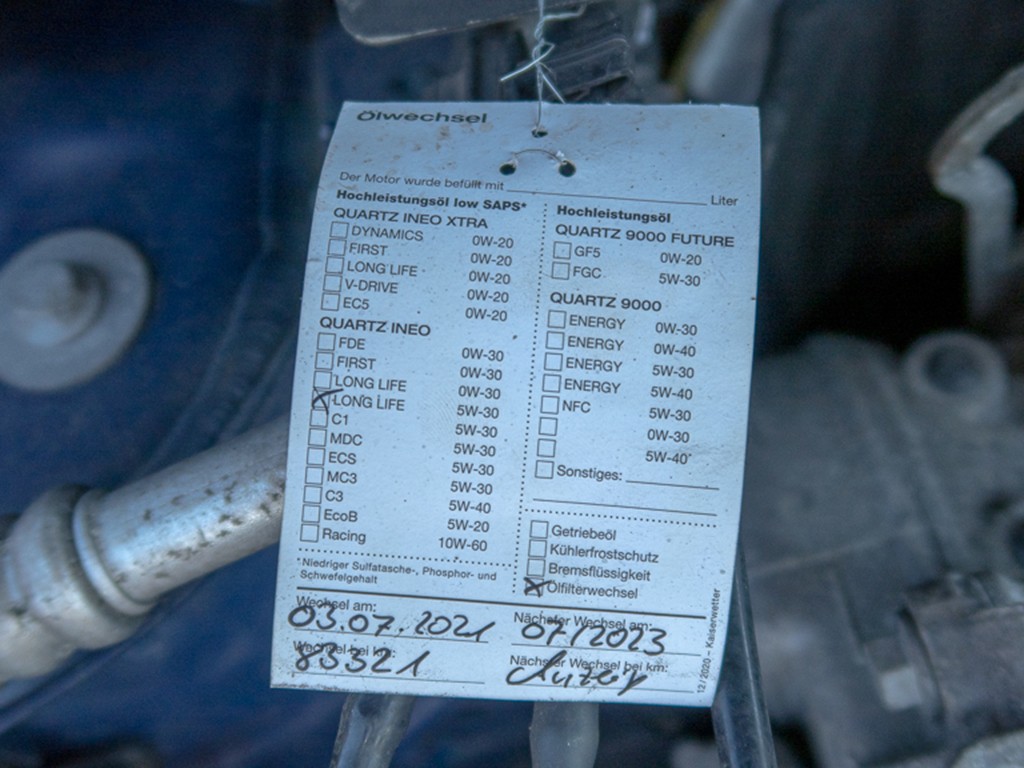 Ölwechsel
Der Motor wurde befüllt mit Liter
Hochleistungsöl low SAPS*
QUARTZ INEO XTRA
DYNAMICS 0W-20
FIRST 0W-20
LONG LIFE 0W-20
V-DRIVE 0W-20
EC5 0W-20
QUARTZ INEO
FDE 0W-30
FIRST 0W-30
LONG LIFE 0W-30
LONG LIFE 5W-30
C1 5W-30
MDC 5W-30
ECS 5W-30
MC3 5W-30
C3 5W-40
EcoB 5W-20
Racing 10W-60
*Niedriger Sulfatasche-, Phosphor- und
Schwefelgehalt
Hochleistungsöl
QUARTZ 9000 FUTURE
GF5 0W-20
FGC 5W-30
QUARTZ 9000
ENERGY 0W-30
ENERGY 0W-40
ENERGY 5W-30
ENERGY 5W-40
NFC 5W-30
0W-30
5W-40*
Sonstiges:
Getriebeöl
Kühlerfrostschutz
Bremsflüssigkeit
Ölfilterwechsel
Wechsel am: Nächster Wechsel am:
03.07.2021 07/2023
Wechsel bei km: Nächster Wechsel bei km:
83321
12/2020 – Kaiserwetter